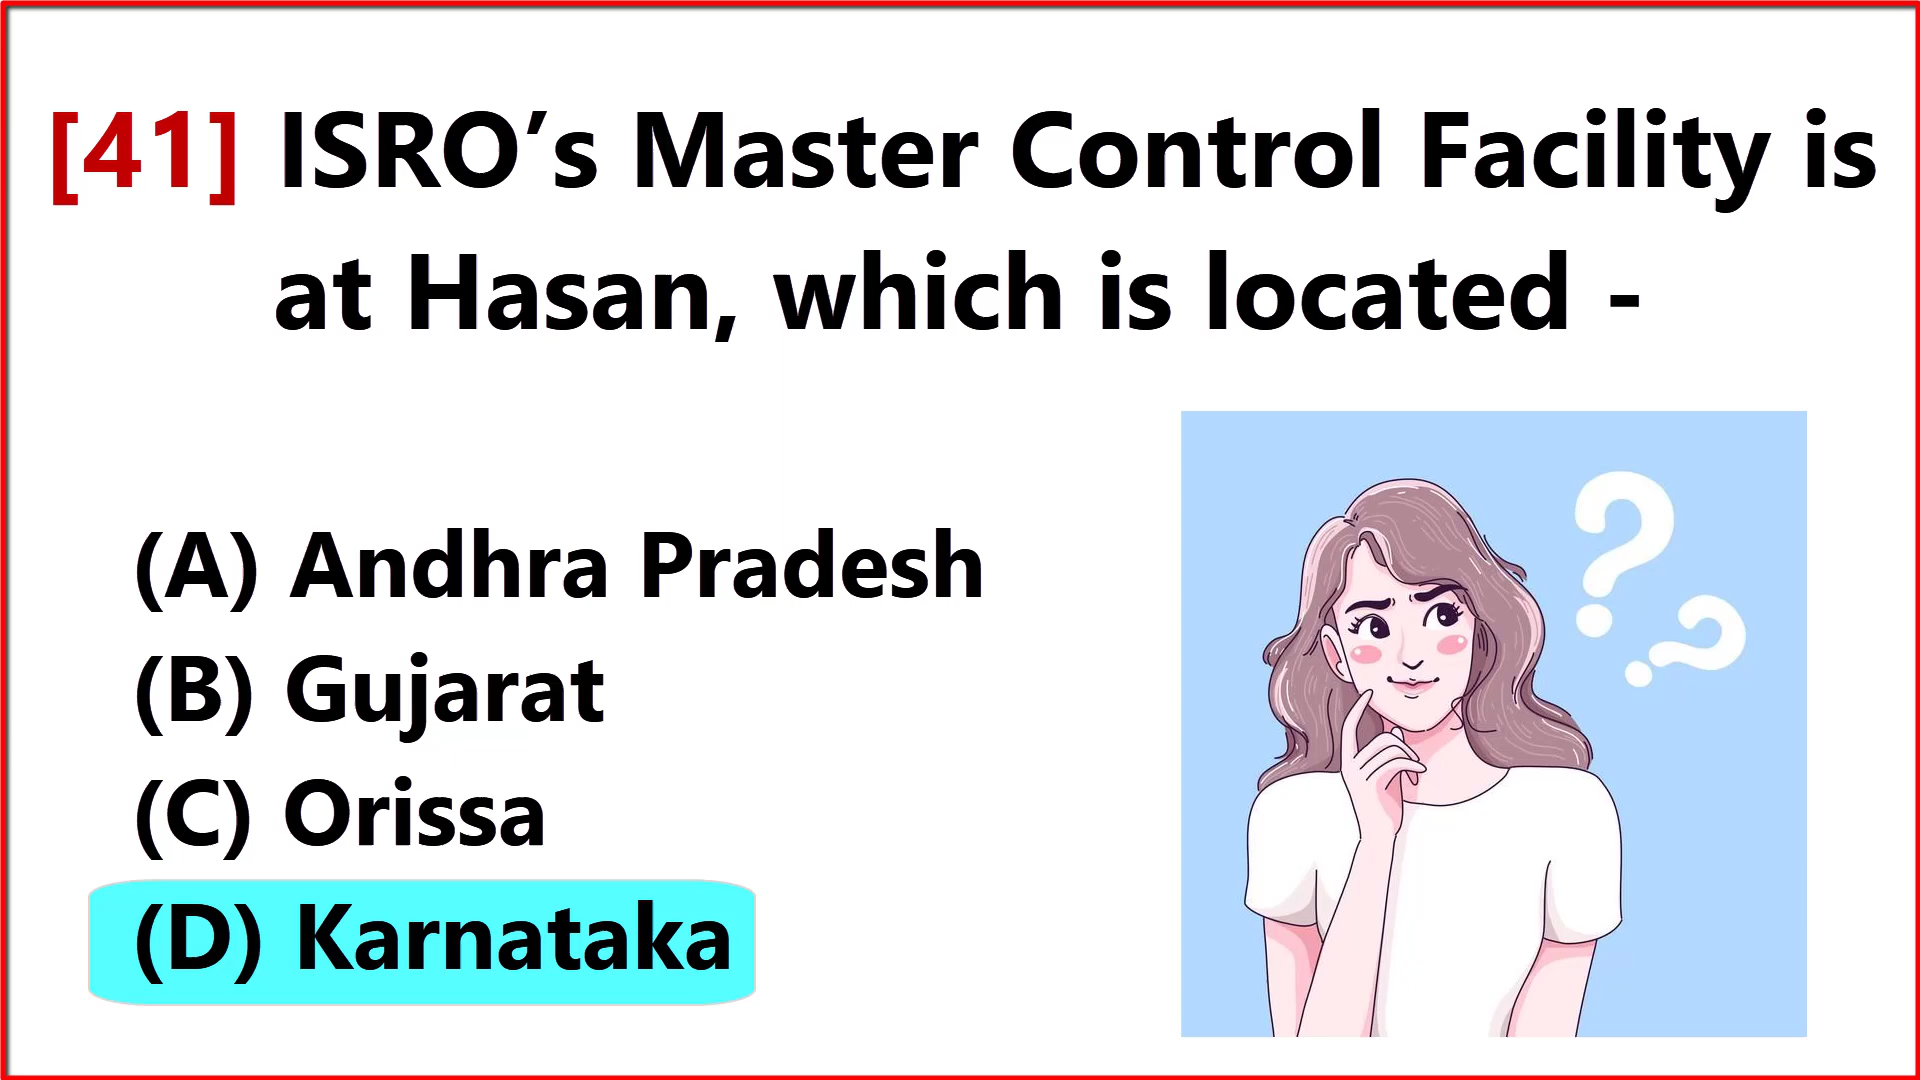 [41] ISRO’s Master Control Facility is
at Hasan, which is located -
(A) Andhra Pradesh
(B) Gujarat
(C) Orissa
(D) Karnataka